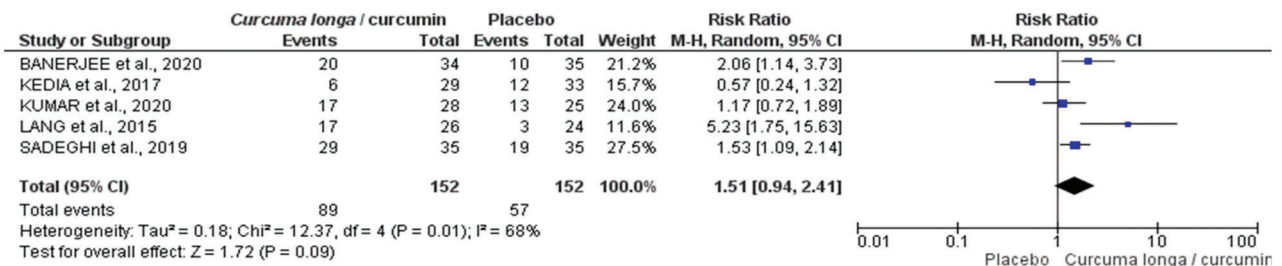 Curcuma longa / curcumin Placebo Risk Ratio Risk Ratio
Study or Subgroup Events Total Events Total Weight M-H, Random, 95% CI M-H, Random, 95% CI
BANERJEE et al., 2020 20 34 10 35 21.2% 2.06 [1.14, 3.73]
KEDIA et al., 2017 6 29 12 33 15.7% 0.57 [0.24, 1.32]
KUMAR et al., 2020 17 28 13 25 24.0% 1.17 [0.72, 1.89]
LANG et al., 2015 17 26 3 24 11.6% 5.23 [1.75, 15.63]
SADEGHI et al., 2019 29 35 19 35 27.5% 1.53 [1.09, 2.14]
Total (95% CI) 152 152 100.0% 1.51 [0.94, 2.41]
Total events 89 57
Heterogeneity: Tau² = 0.18; Chi² = 12.37, df = 4 (P = 0.01); I² = 68%
Test for overall effect: Z = 1.72 (P = 0.09)
0.01 0.1 1 10 100
Placebo Curcuma longa / curcumin